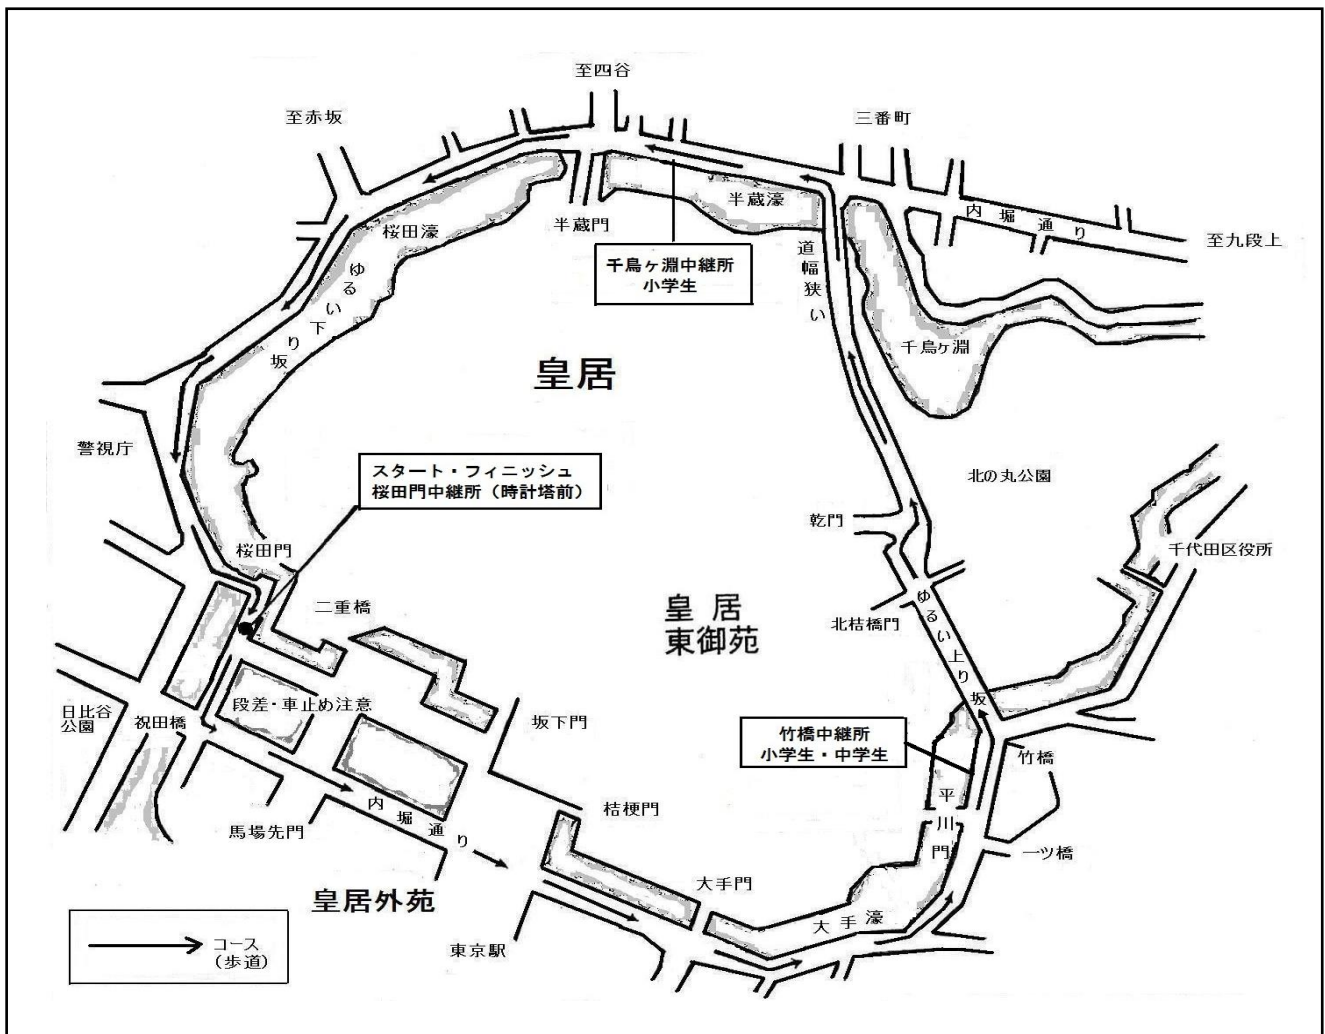 至四谷
至赤坂
三番町
内堀通り
至九段上
半蔵濠
桜田濠
半蔵門
千鳥ヶ淵中継所
小学生
道幅狭い
ゆるい下り坂
千鳥ヶ淵
皇居
警視庁
スタート・フィニッシュ
桜田門中継所（時計塔前）
北の丸公園
乾門
千代田区役所
桜田門
二重橋
皇居
東御苑
北桔橋門
ゆるい上り坂
日比谷
公園
祝田橋
段差・車止め注意
坂下門
竹橋中継所
小学生・中学生
竹橋
平川門
馬場先門
内堀通り
桔梗門
一ツ橋
大手門
皇居外苑
大手濠
東京駅
コース
（歩道）